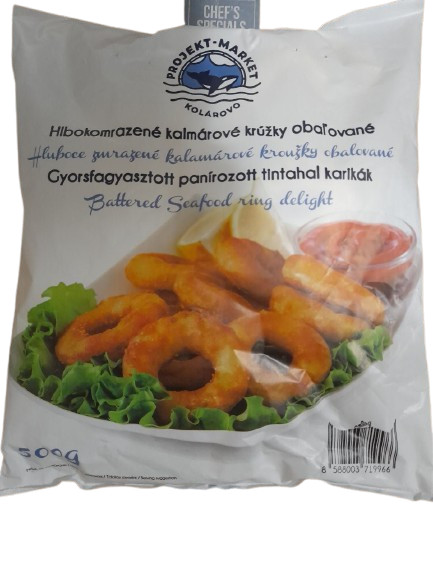 CHEF'S
SPECIALS
PROJEKT-MARKET
KOLÁROVO
Hlbokomrazené kalmárové krúžky obaľované
Hluboce zmrazené kalamárové kroužky obalované
Gyorsfagyasztott panírozott tintahal karikák
Battered Seafood ring delight
500g
8 588003 719966